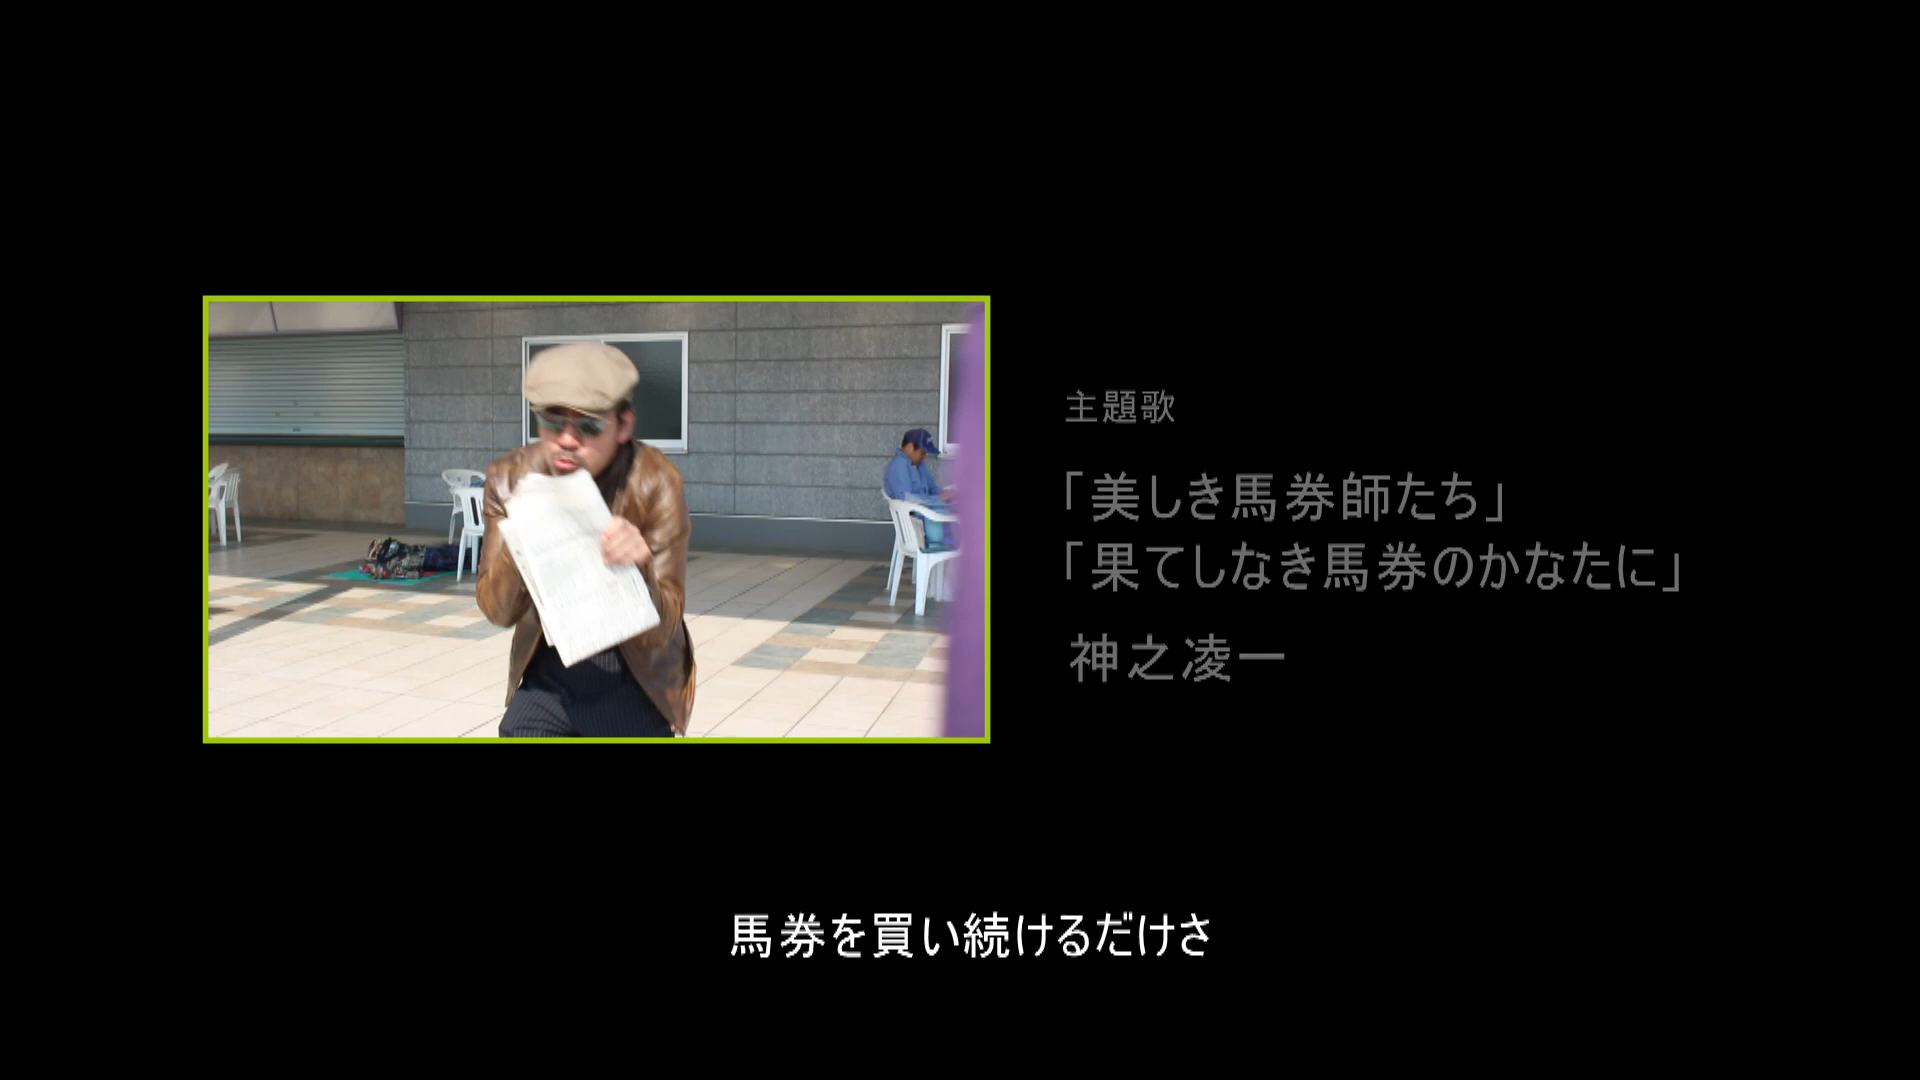 主題歌
「美しき馬券師たち」
「果てしなき馬券のかなたに」
神之凌一
馬券を買い続けるだけさ